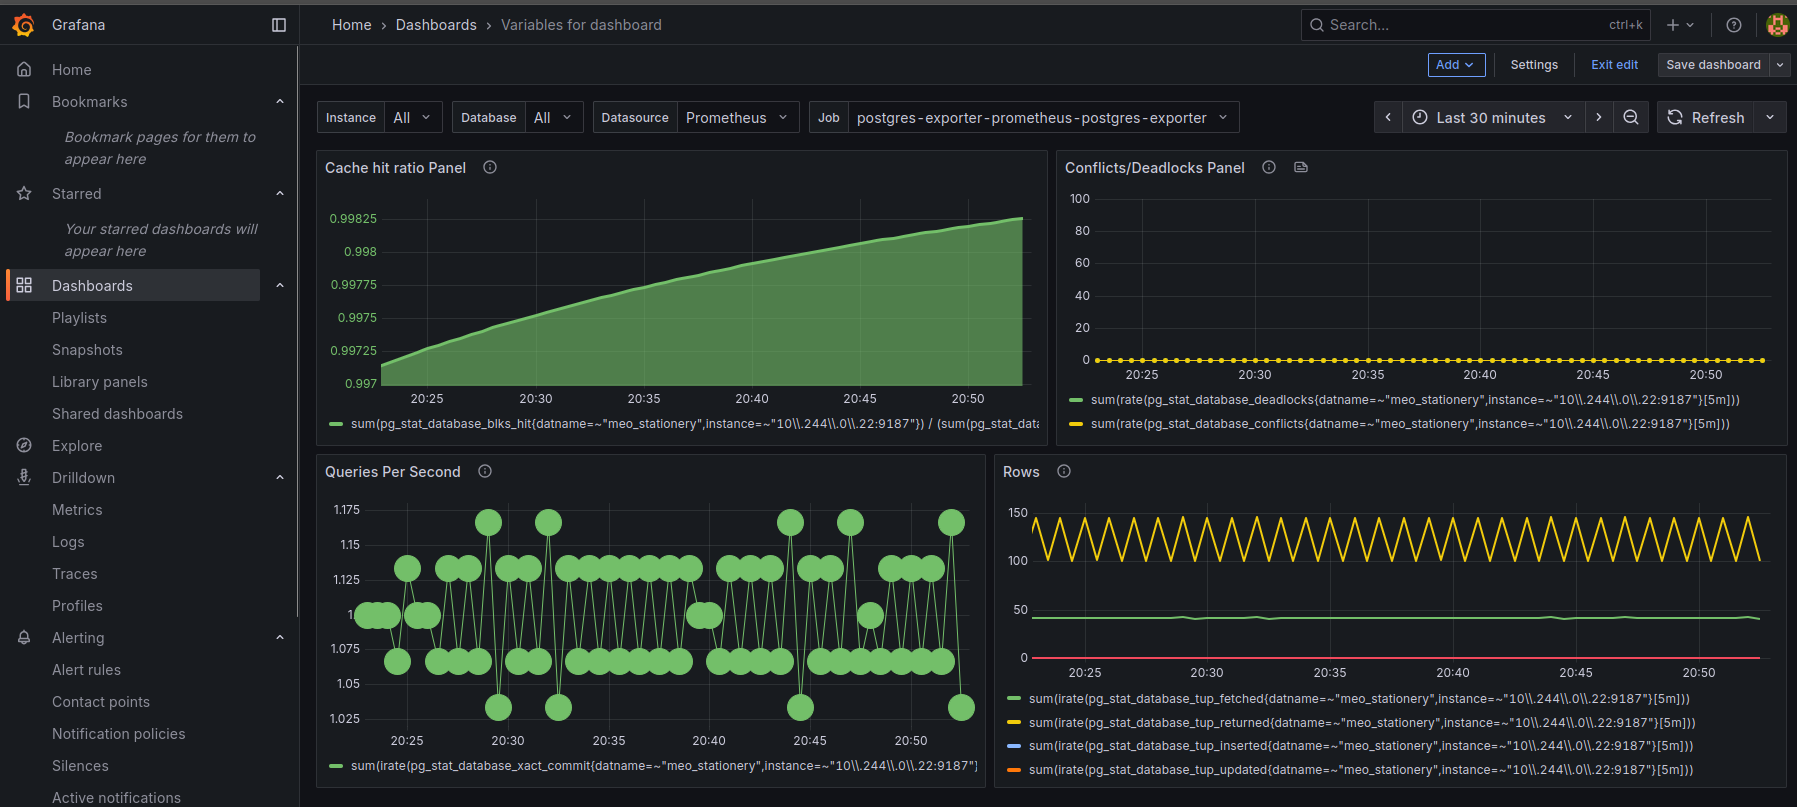 Grafana
Home › Dashboards › Variables for dashboard
Search... ctrl+k
Add Settings Exit edit Save dashboard
Home
Bookmarks
Bookmark pages for them to
appear here
Starred
Your starred dashboards will
appear here
Dashboards
Playlists
Snapshots
Library panels
Shared dashboards
Explore
Drilldown
Metrics
Logs
Traces
Profiles
Alerting
Alert rules
Contact points
Notification policies
Silences
Active notifications
Instance All Database All Datasource Prometheus Job postgres-exporter-prometheus-postgres-exporter Last 30 minutes Refresh
Cache hit ratio Panel
0.99825
0.998
0.99775
0.9975
0.99725
0.997
20:25 20:30 20:35 20:40 20:45 20:50
sum(pg_stat_database_blks_hit{datname=~"meo_stationery",instance=~"10\\.244\\.0\\.22:9187"}) / (sum(pg_stat_data
Conflicts/Deadlocks Panel
100
80
60
40
20
0
20:25 20:30 20:35 20:40 20:45 20:50
sum(rate(pg_stat_database_deadlocks{datname=~"meo_stationery",instance=~"10\\.244\\.0\\.22:9187"}[5m]))
sum(rate(pg_stat_database_conflicts{datname=~"meo_stationery",instance=~"10\\.244\\.0\\.22:9187"}[5m]))
Queries Per Second
1.175
1.15
1.125
1
1.075
1.05
1.025
20:25 20:30 20:35 20:40 20:45 20:50
sum(irate(pg_stat_database_xact_commit{datname=~"meo_stationery",instance=~"10\\.244\\.0\\.22:9187"}
Rows
150
100
50
0
20:25 20:30 20:35 20:40 20:45 20:50
sum(irate(pg_stat_database_tup_fetched{datname=~"meo_stationery",instance=~"10\\.244\\.0\\.22:9187"}[5m]))
sum(irate(pg_stat_database_tup_returned{datname=~"meo_stationery",instance=~"10\\.244\\.0\\.22:9187"}[5m]))
sum(irate(pg_stat_database_tup_inserted{datname=~"meo_stationery",instance=~"10\\.244\\.0\\.22:9187"}[5m]))
sum(irate(pg_stat_database_tup_updated{datname=~"meo_stationery",instance=~"10\\.244\\.0\\.22:9187"}[5m]))